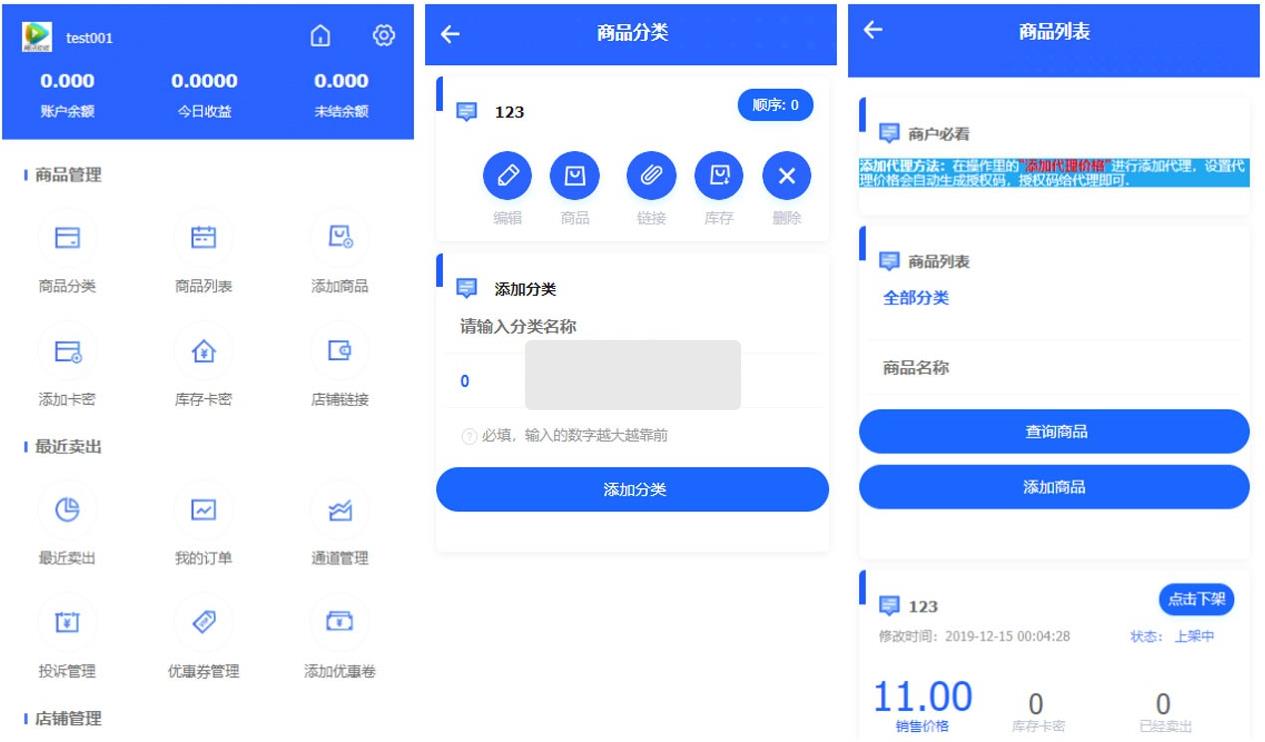 test001
0.000
0.0000
0.000
账户余额
今日收益
未结余额
商品管理
商品分类
商品列表
添加商品
添加卡密
库存卡密
店铺链接
最近卖出
最近卖出
我的订单
通道管理
投诉管理
优惠券管理
添加优惠卷
店铺管理
商品分类
123
顺序: 0
编辑
商品
链接
库存
删除
添加分类
请输入分类名称
0
必填，输入的数字越大越靠前
添加分类
商品列表
商户必看
添加代理方法：在操作里的"添加代理价格"进行添加代理，设置代
理价格会自动生成授权码，授权码给代理即可.
商品列表
全部分类
商品名称
查询商品
添加商品
123
点击下架
修改时间：2019-12-15 00:04:28
状态： 上架中
11.00
0
0
销售价格
库存卡密
已经卖出